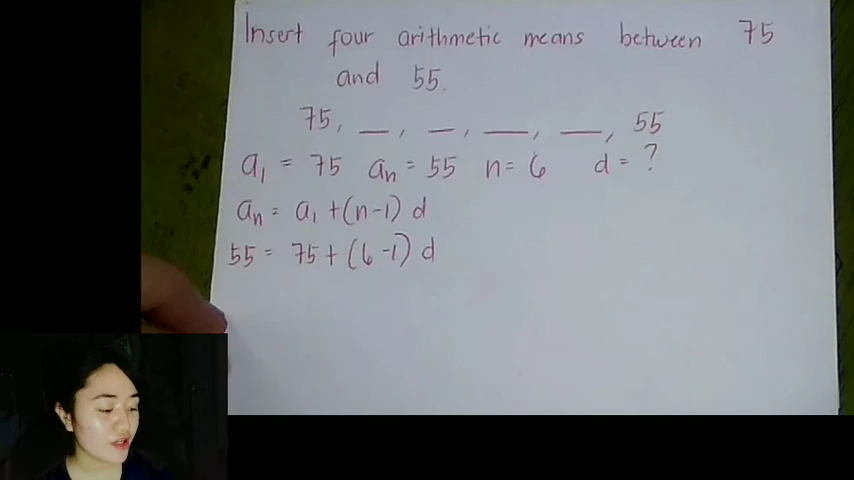 Insert four arithmetic means between 75
and 55.
75, __, __, __, __, 55
a₁ = 75 aₙ = 55 n = 6 d = ?
aₙ = a₁ + (n-1) d
55 = 75 + (6-1) d